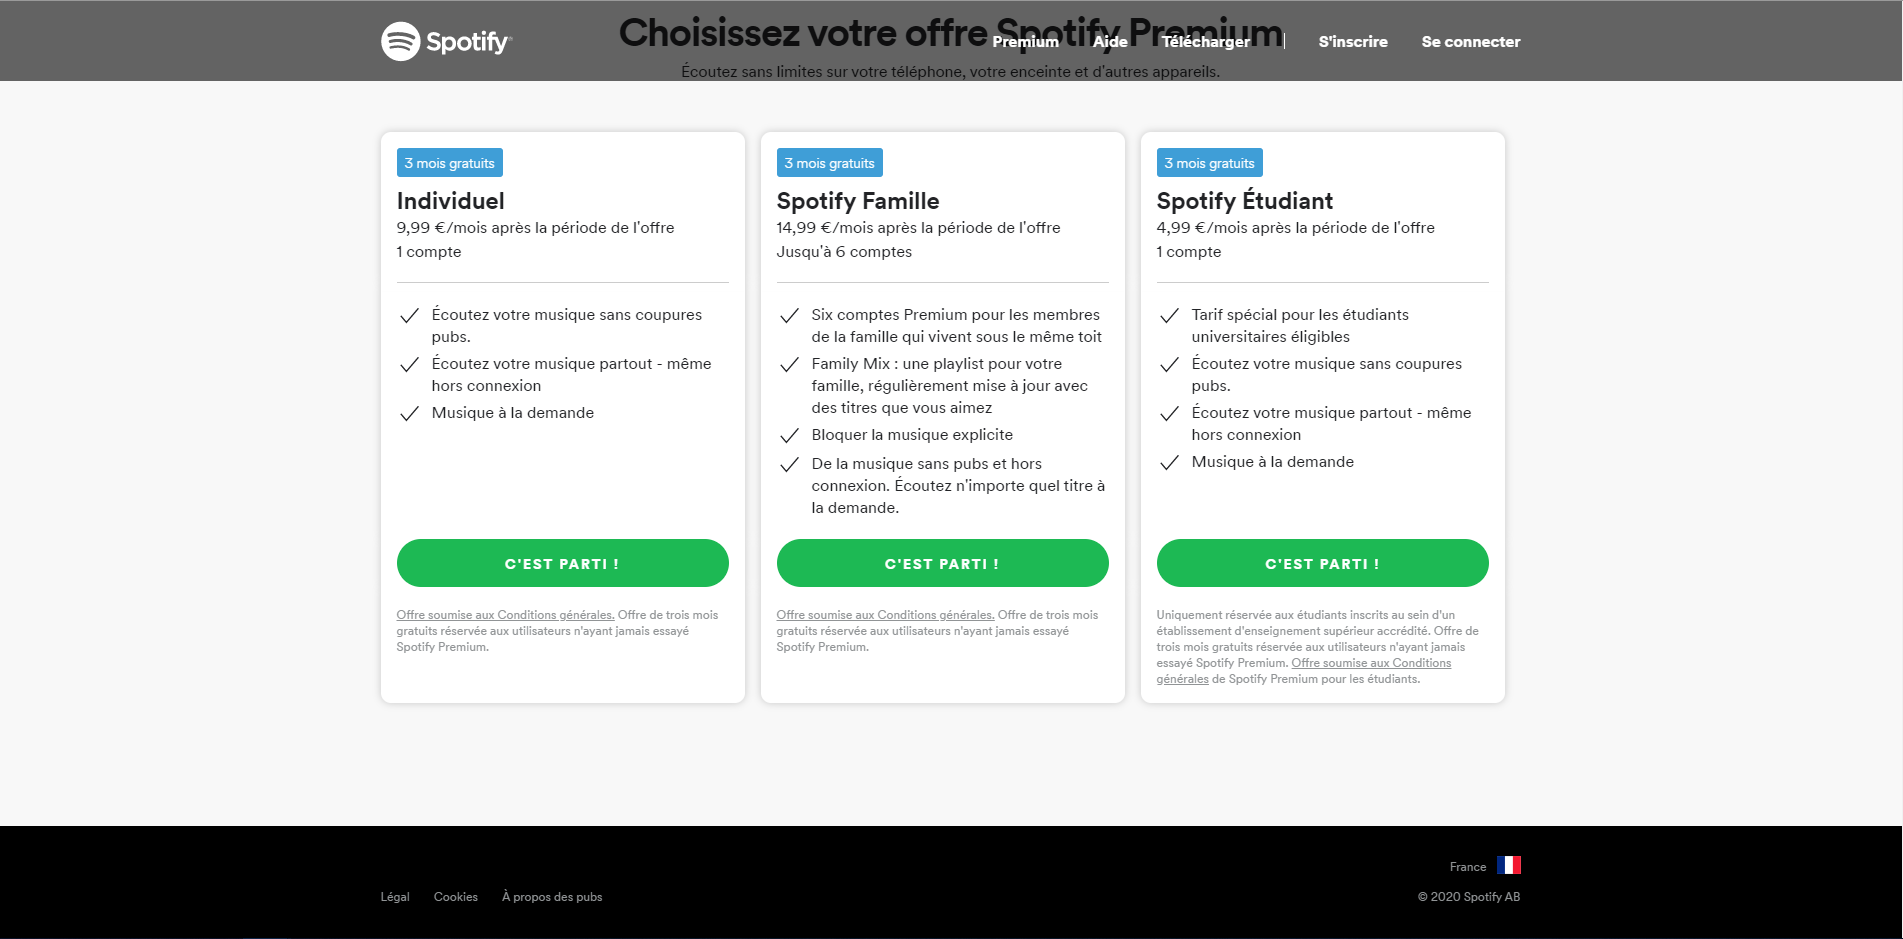 Choisissez votre offre Spotify Premium
Spotify®
Premium
Aide
Télécharger
S'inscrire
Se connecter
Écoutez sans limites sur votre téléphone, votre enceinte et d'autres appareils.
3 mois gratuits
Individuel
9,99 €/mois après la période de l'offre
1 compte
Écoutez votre musique sans coupures
pubs.
Écoutez votre musique partout - même
hors connexion
Musique à la demande
C'EST PARTI !
Offre soumise aux Conditions générales. Offre de trois mois
gratuits réservée aux utilisateurs n'ayant jamais essayé
Spotify Premium.
3 mois gratuits
Spotify Famille
14,99 €/mois après la période de l'offre
Jusqu'à 6 comptes
Six comptes Premium pour les membres
de la famille qui vivent sous le même toit
Family Mix : une playlist pour votre
famille, régulièrement mise à jour avec
des titres que vous aimez
Bloquer la musique explicite
De la musique sans pubs et hors
connexion. Écoutez n'importe quel titre à
la demande.
C'EST PARTI !
Offre soumise aux Conditions générales. Offre de trois mois
gratuits réservée aux utilisateurs n'ayant jamais essayé
Spotify Premium.
3 mois gratuits
Spotify Étudiant
4,99 €/mois après la période de l'offre
1 compte
Tarif spécial pour les étudiants
universitaires éligibles
Écoutez votre musique sans coupures
pubs.
Écoutez votre musique partout - même
hors connexion
Musique à la demande
C'EST PARTI !
Uniquement réservée aux étudiants inscrits au sein d'un
établissement d'enseignement supérieur accrédité. Offre de
trois mois gratuits réservée aux utilisateurs n'ayant jamais
essayé Spotify Premium. Offre soumise aux Conditions
générales de Spotify Premium pour les étudiants.
France
Légal
Cookies
À propos des pubs
© 2020 Spotify AB